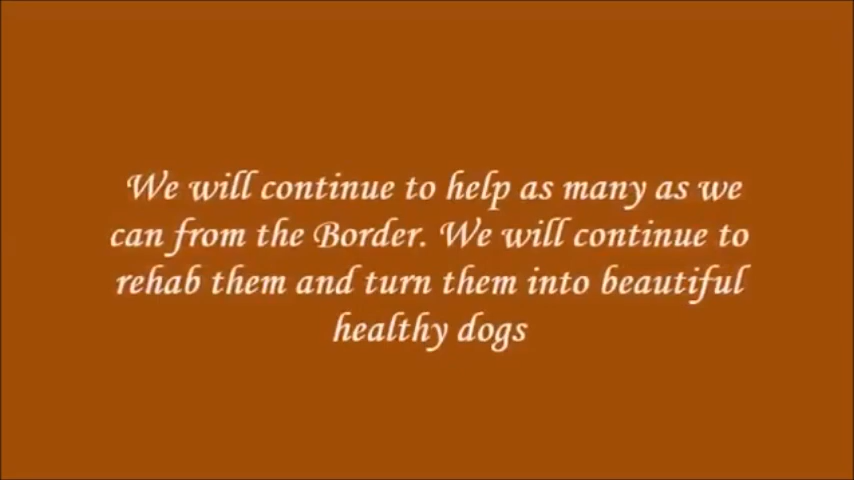 We will continue to help as many as we
can from the Border. We will continue to
rehab them and turn them into beautiful
healthy dogs